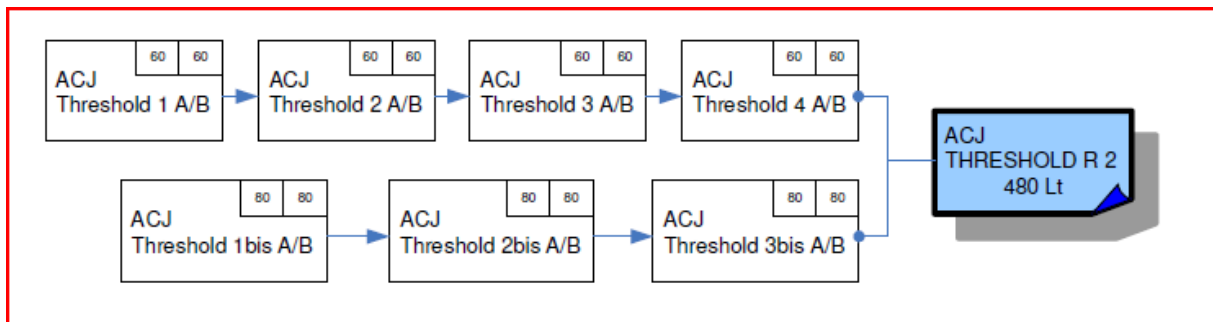 60 60
ACJ
Threshold 1 A/B
60 60
ACJ
Threshold 2 A/B
60 60
ACJ
Threshold 3 A/B
60 60
ACJ
Threshold 4 A/B
ACJ
THRESHOLD R 2
480 Lt
80 80
ACJ
Threshold 1bis A/B
80 80
ACJ
Threshold 2bis A/B
80 80
ACJ
Threshold 3bis A/B